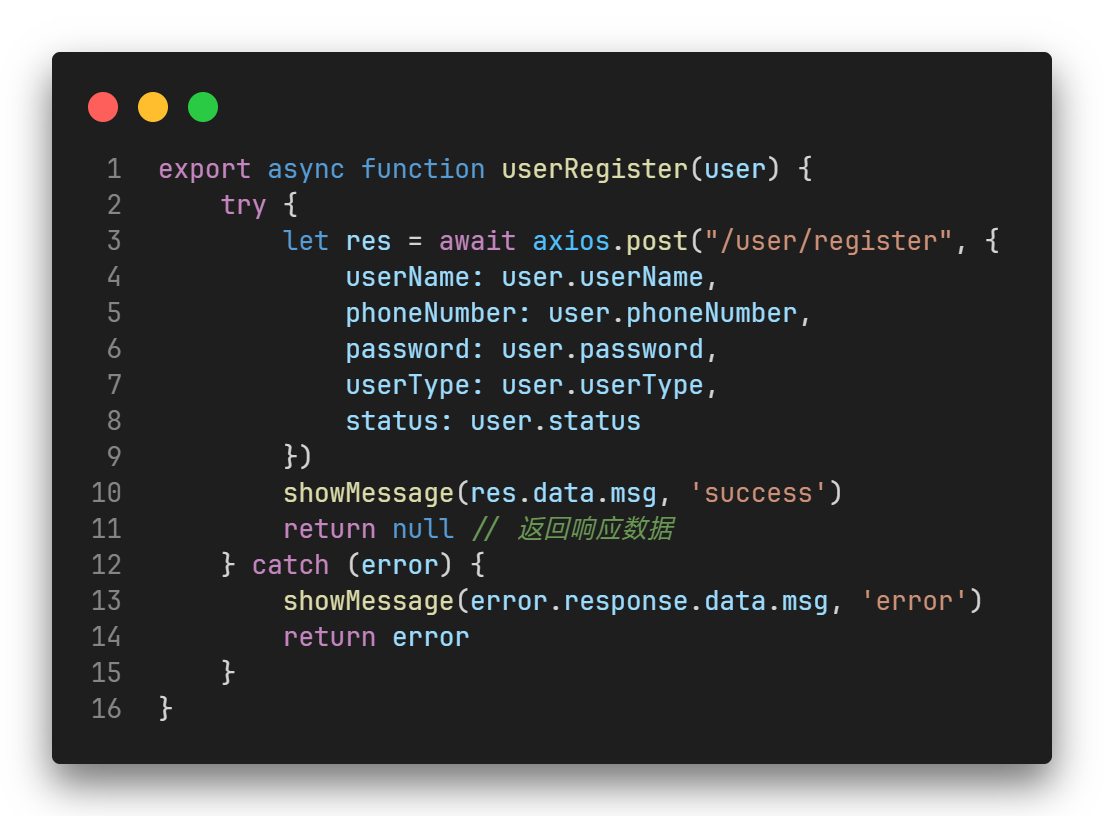 1 export async function userRegister(user) {
2     try {
3         let res = await axios.post("/user/register", {
4             userName: user.userName,
5             phoneNumber: user.phoneNumber,
6             password: user.password,
7             userType: user.userType,
8             status: user.status
9         })
10         showMessage(res.data.msg, 'success')
11         return null // 返回响应数据
12     } catch (error) {
13         showMessage(error.response.data.msg, 'error')
14         return error
15     }
16 }